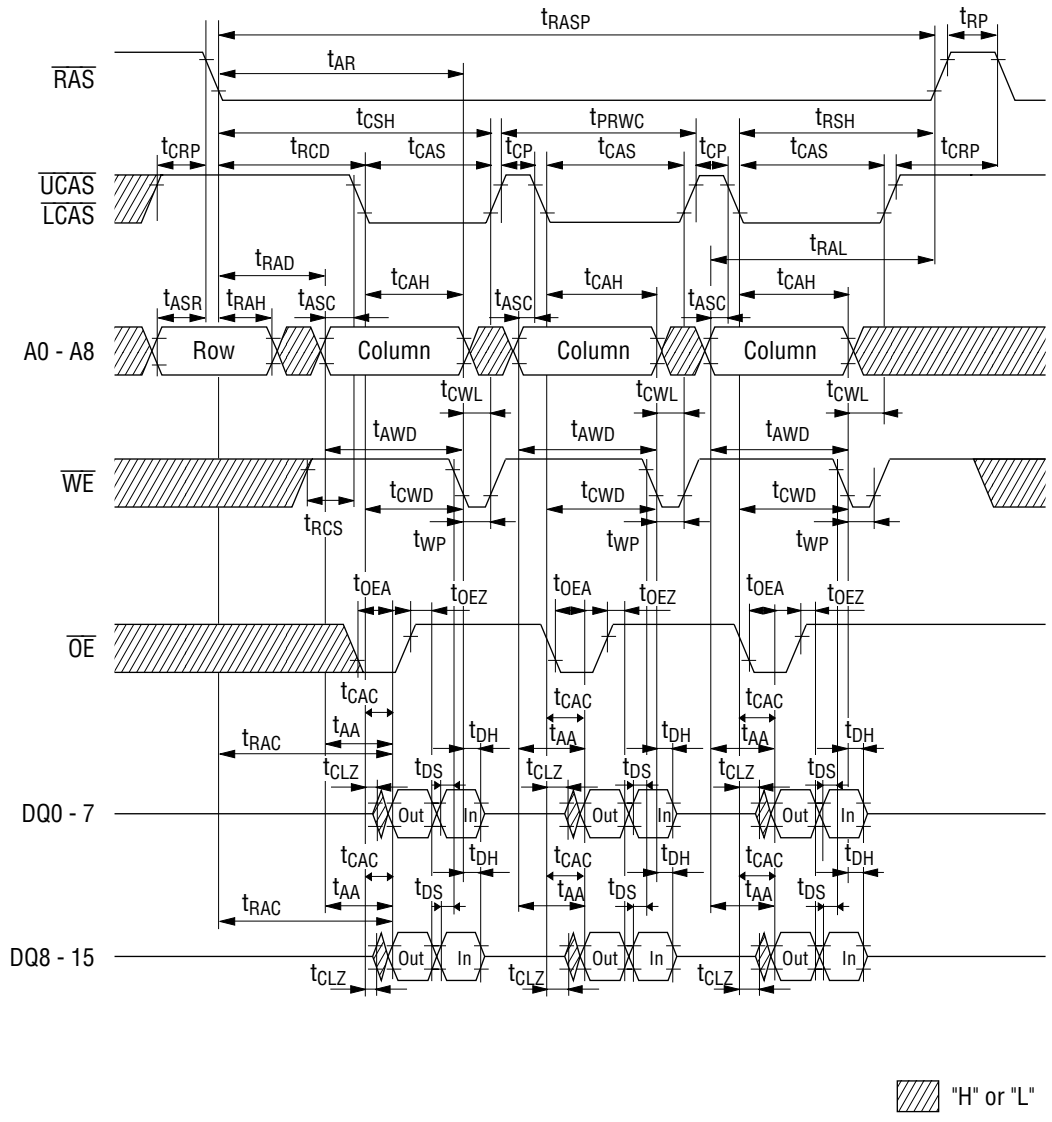 tRASP tRP
RAS tAR
tCSH tPRWC tRSH
tCRP tRCD tCAS tCP tCAS tCP tCAS tCRP
UCAS
LCAS
tRAD tRAL
tCAH tCAH tCAH
tASR tRAH tASC tASC tASC
A0 - A8 Row Column Column Column
tCWL tCWL tCWL
tAWD tAWD tAWD
WE
tCWD tCWD tCWD
tRCS tWP tWP tWP
tOEA tOEZ tOEA tOEZ tOEA tOEZ
OE
tCAC tCAC tCAC
tRAC tAA tDH tAA tDH tAA tDH
tCLZ tDS tCLZ tDS tCLZ tDS
DQ0 - 7 Out In Out In Out In
tCAC tDH tCAC tDH tCAC tDH
tRAC tAA tDS tAA tDS tAA tDS
DQ8 - 15 Out In Out In Out In
tCLZ tCLZ tCLZ
"H" or "L"